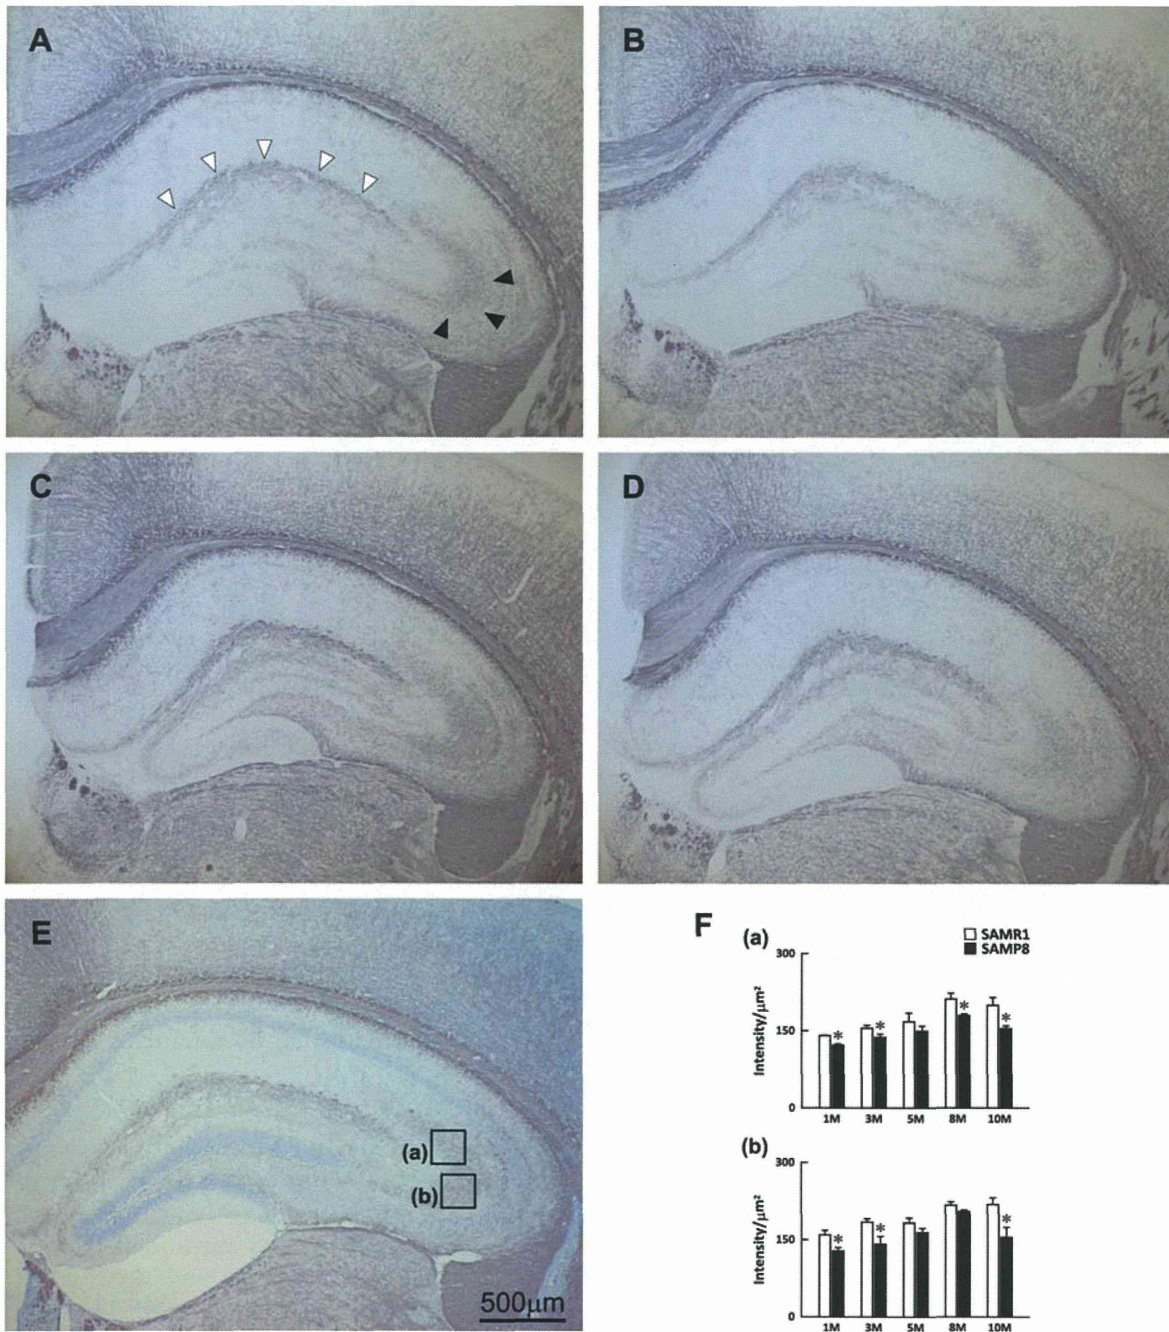 A
B
C
D
E
(a)
(b)
500μm
F
(a)
SAMR1
SAMP8
300
150
0
Intensity/μm²
* * * *
1M 3M 5M 8M 10M
(b)
300
150
0
Intensity/μm²
* * *
1M 3M 5M 8M 10M